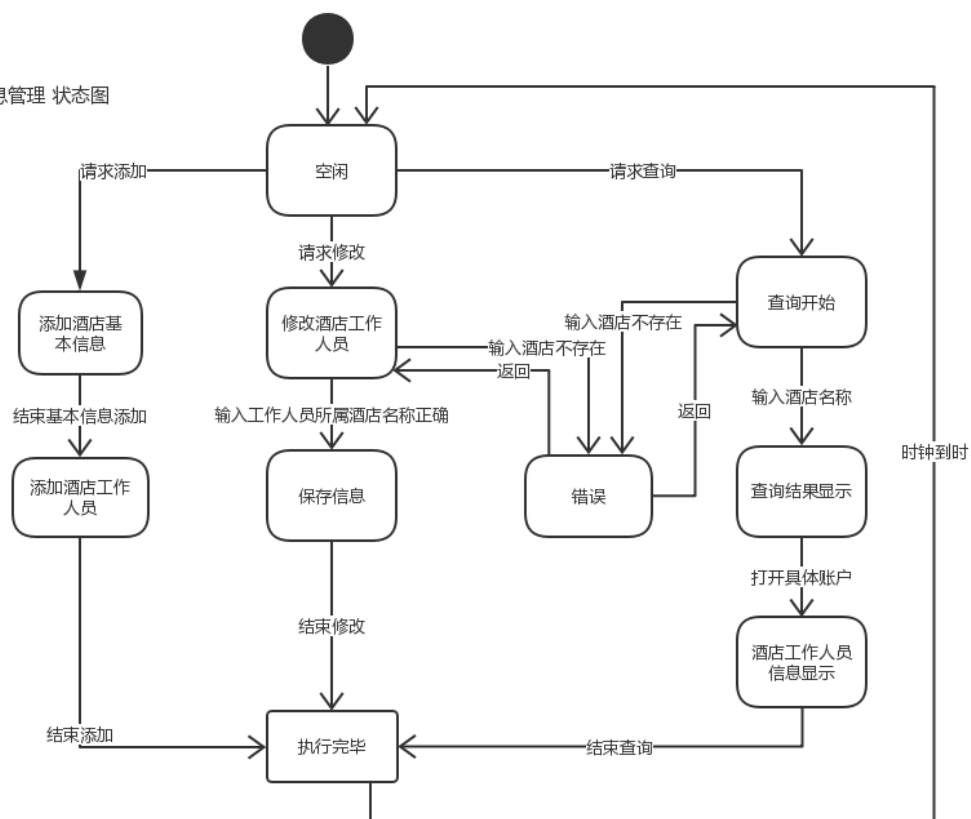 息管理 状态图
空闲
请求添加
请求查询
请求修改
添加酒店基
本信息
修改酒店工作
人员
查询开始
输入酒店不存在
输入酒店不存在
返回
返回
输入酒店名称
结束基本信息添加
输入工作人员所属酒店名称正确
时钟到时
添加酒店工作
人员
保存信息
错误
查询结果显示
打开具体账户
结束修改
酒店工作人员
信息显示
结束添加
执行完毕
结束查询